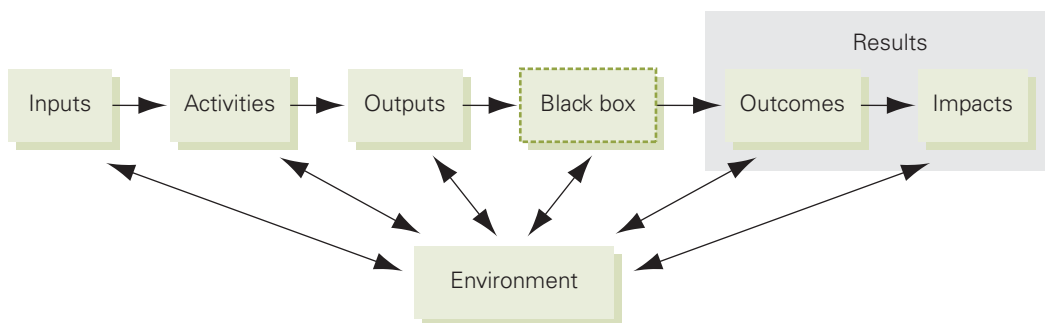 Results
Inputs
Activities
Outputs
Black box
Outcomes
Impacts
Environment